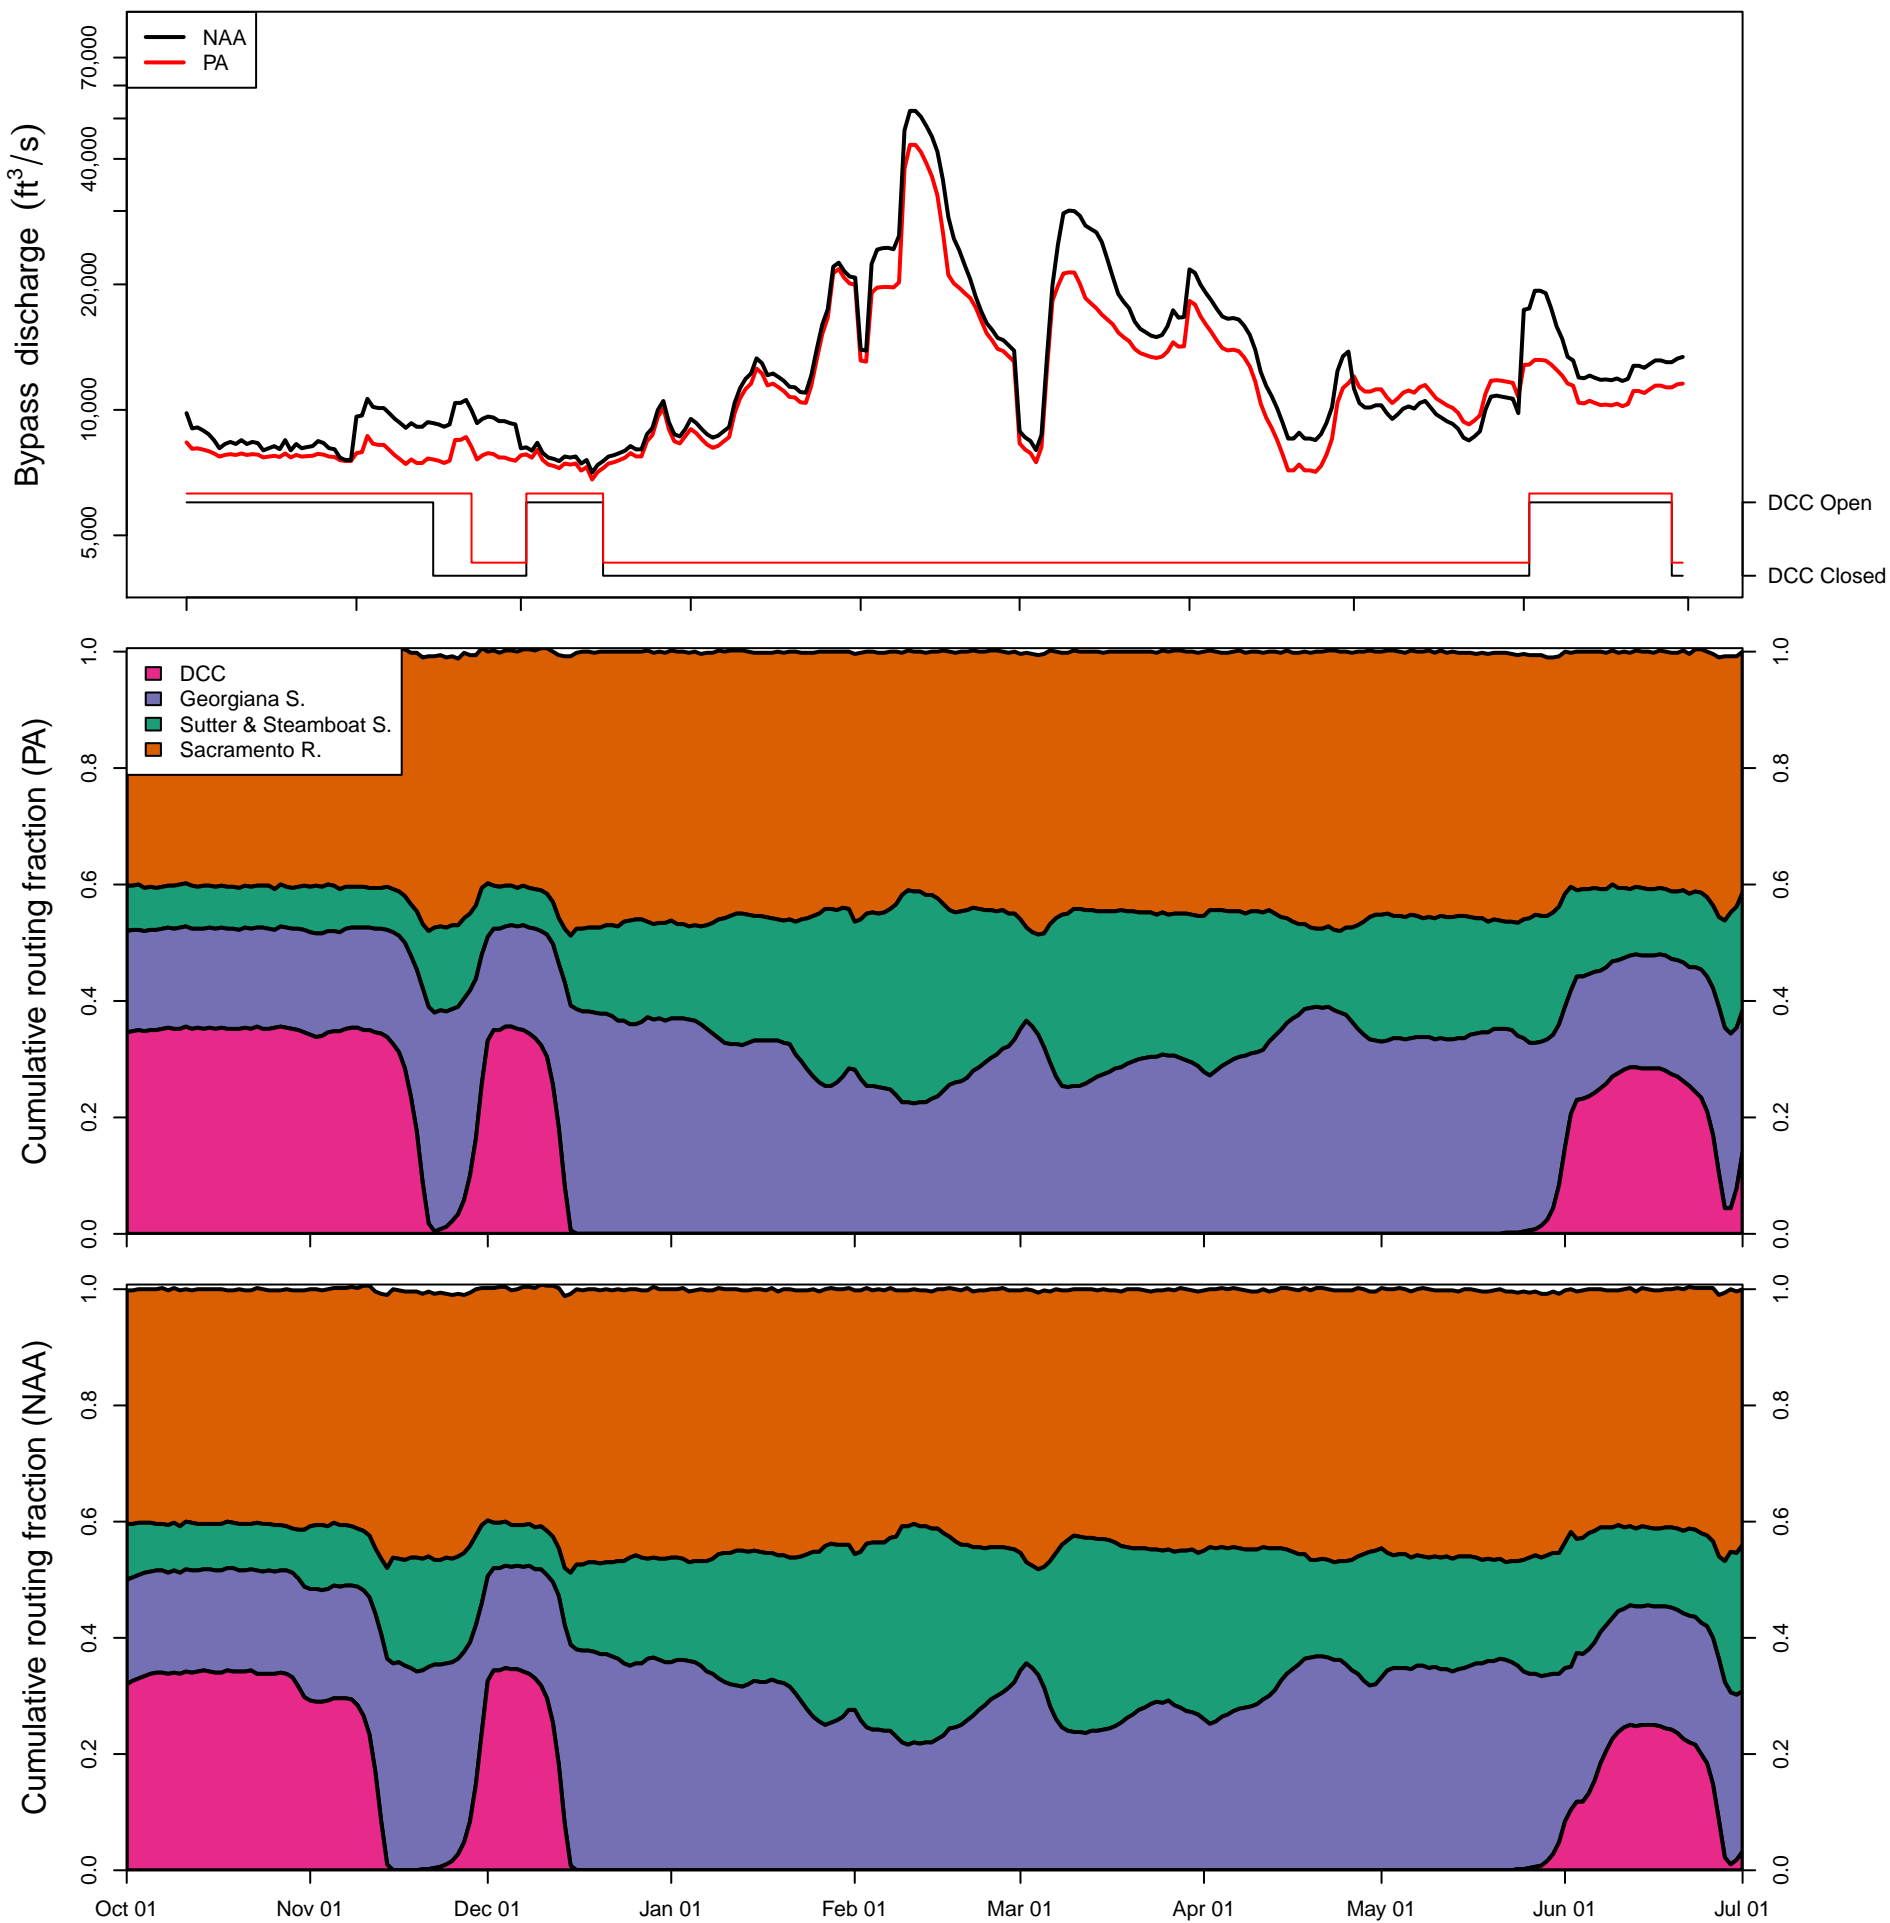 NAA
PA
Bypass discharge (ft³/s)
70,000
40,000
20,000
10,000
5,000
DCC Open
DCC Closed
DCC
Georgiana S.
Sutter & Steamboat S.
Sacramento R.
Cumulative routing fraction (PA)
1.0
0.8
0.6
0.4
0.2
0.0
1.0
0.8
0.6
0.4
0.2
0.0
Cumulative routing fraction (NAA)
1.0
0.8
0.6
0.4
0.2
0.0
1.0
0.8
0.6
0.4
0.2
0.0
Oct 01 Nov 01 Dec 01 Jan 01 Feb 01 Mar 01 Apr 01 May 01 Jun 01 Jul 01